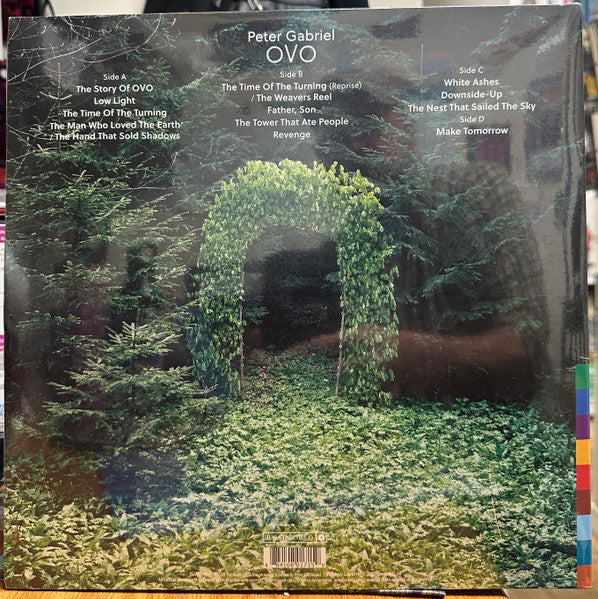 Peter Gabriel
OVO
Side A
The Story Of OVO
Low Light
The Time Of The Turning
The Man Who Loved The Earth
/ The Hand That Sold Shadows
Side B
The Time Of The Turning (Reprise)
/ The Weavers Reel
Father, Son
The Tower That Ate People
Revenge
Side C
White Ashes
Downside-Up
The Nest That Sailed The Sky
Side D
Make Tomorrow
REALWORLD